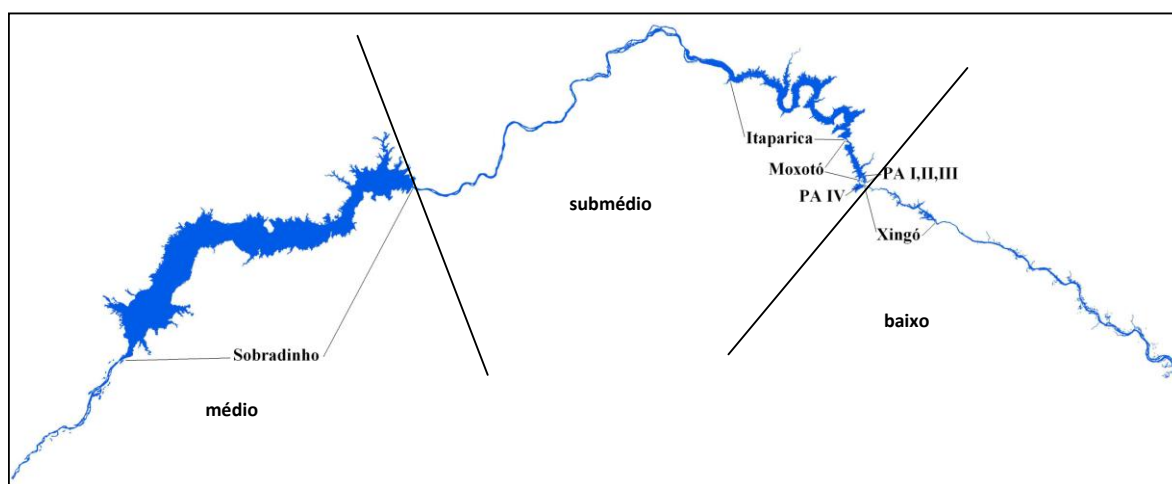 Itaparica
Moxotó
PA I,II,III
PA IV
submédio
Xingó
baixo
Sobradinho
médio